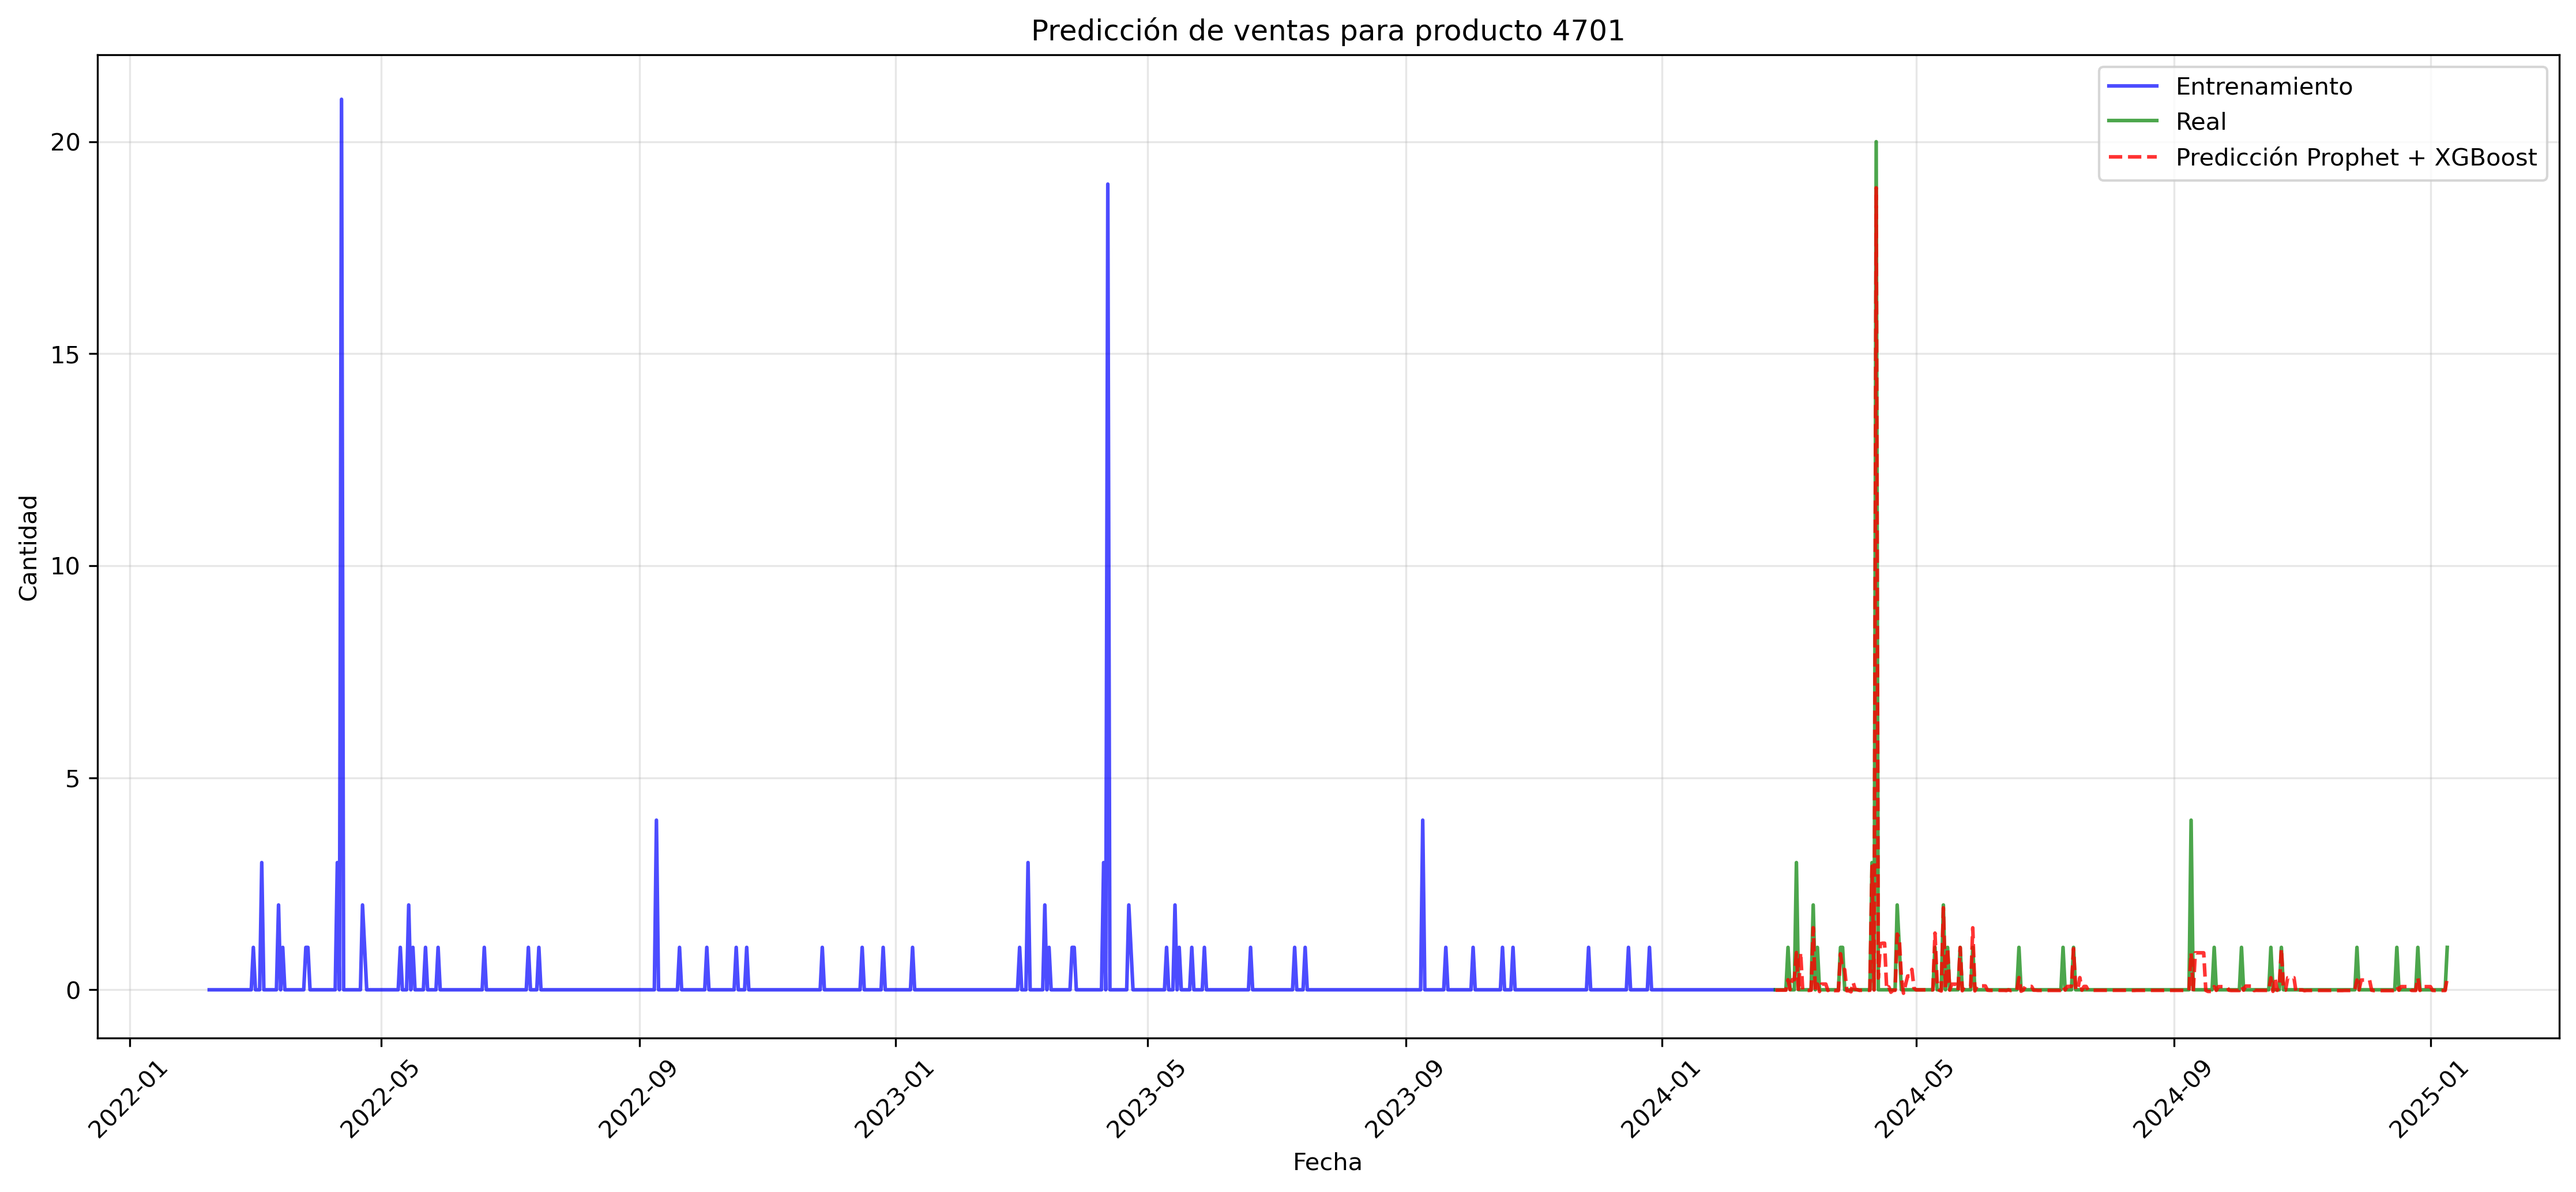 Predicción de ventas para producto 4701
Entrenamiento
Real
Predicción Prophet + XGBoost
Cantidad
20
15
10
5
0
2022-01
2022-05
2022-09
2023-01
2023-05
2023-09
2024-01
2024-05
2024-09
2025-01
Fecha